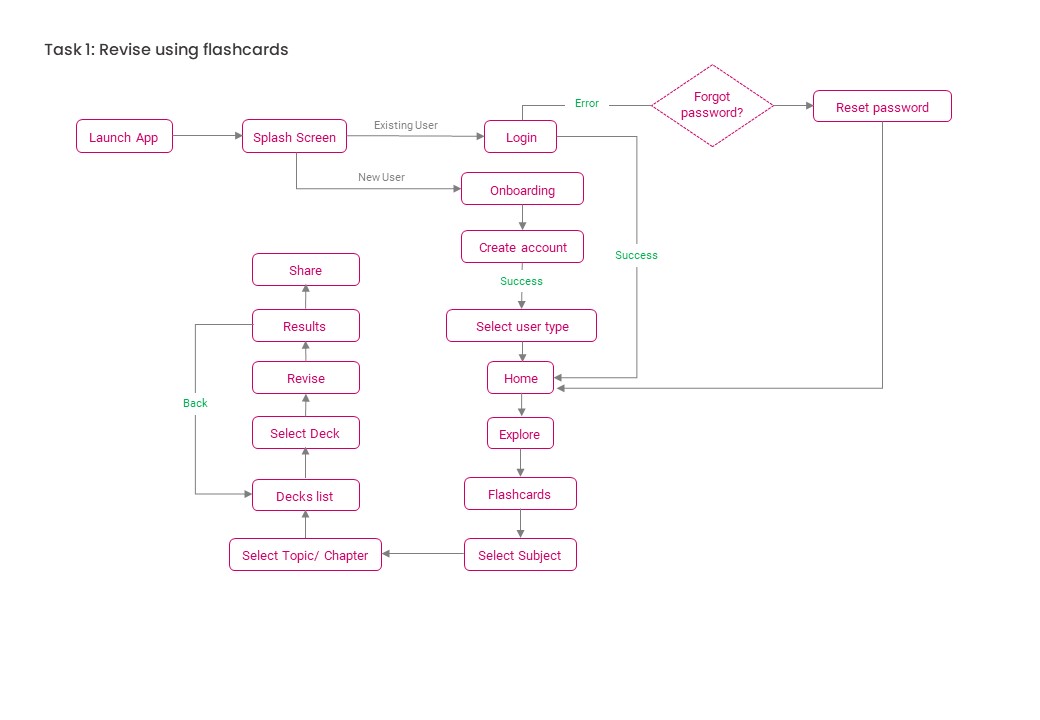 Task 1: Revise using flashcards
Error
Forgot
password?
Reset password
Launch App
Splash Screen
Existing User
Login
New User
Onboarding
Create account
Success
Success
Share
Results
Select user type
Revise
Home
Back
Select Deck
Explore
Decks list
Flashcards
Select Topic/ Chapter
Select Subject